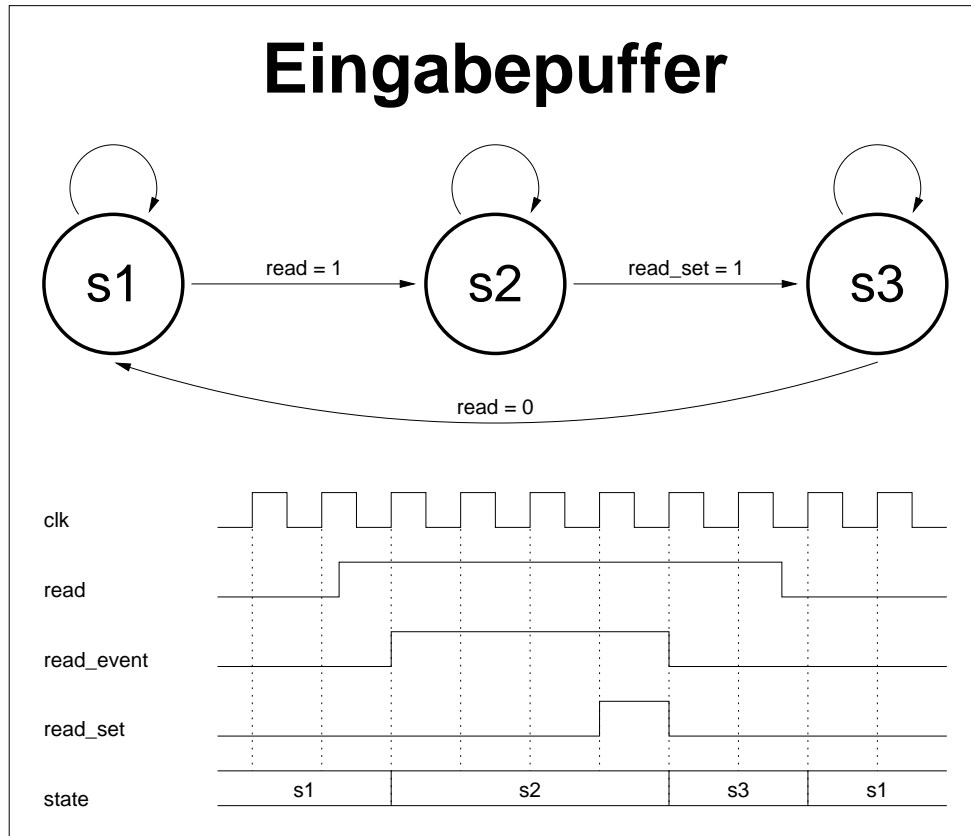 Eingabepuffer
s1
read = 1
s2
read_set = 1
s3
read = 0
clk
read
read_event
read_set
state
s1
s2
s3
s1